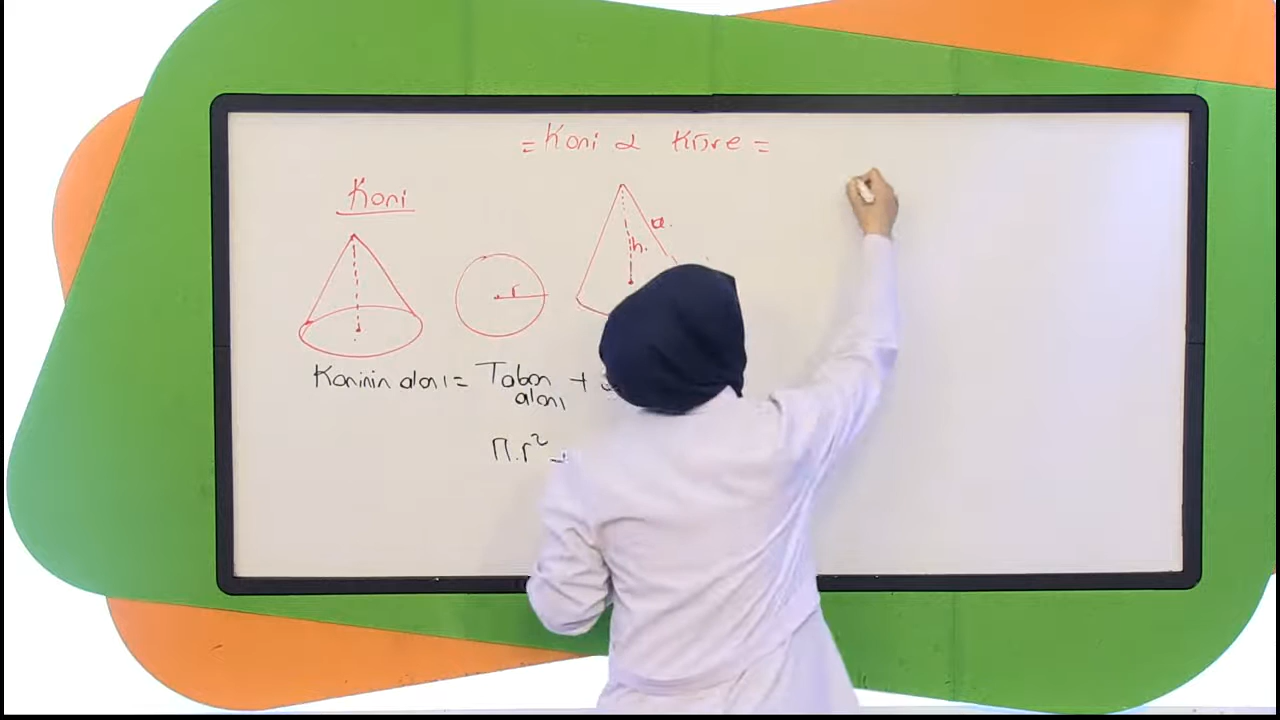 = Koni α Küre =
Koni
a.
h.
r
Koninin alanı = Taban +
alanı
π.r²